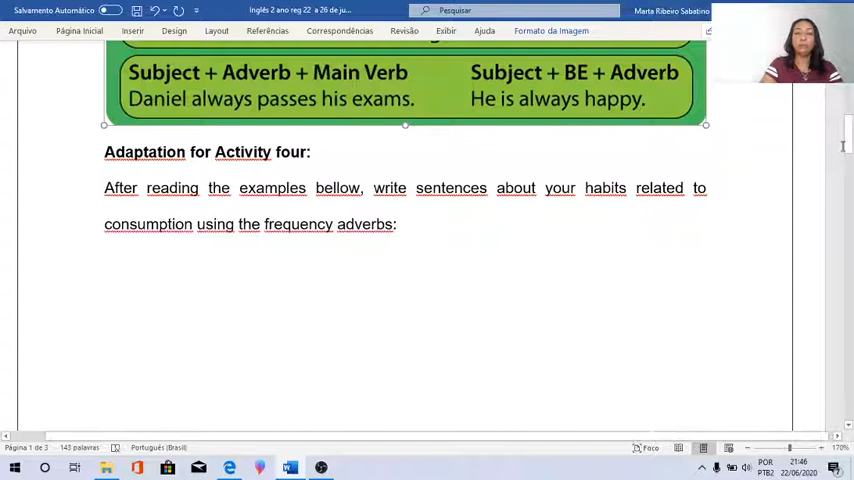 Salvamento Automático
Inglês 2 ano reg 22 a 26 de ju...
Pesquisar
Marta Ribeiro Sabatino
Arquivo Página Inicial Inserir Design Layout Referências Correspondências Revisão Exibir Ajuda Formato da Imagem
Subject + Adverb + Main Verb Subject + BE + Adverb
Daniel always passes his exams. He is always happy.
Adaptation for Activity four:
After reading the examples bellow, write sentences about your habits related to
consumption using the frequency adverbs:
Página 1 de 3 143 palavras Português (Brasil) Foco 170%
POR 21:46
PTB2 22/06/2020